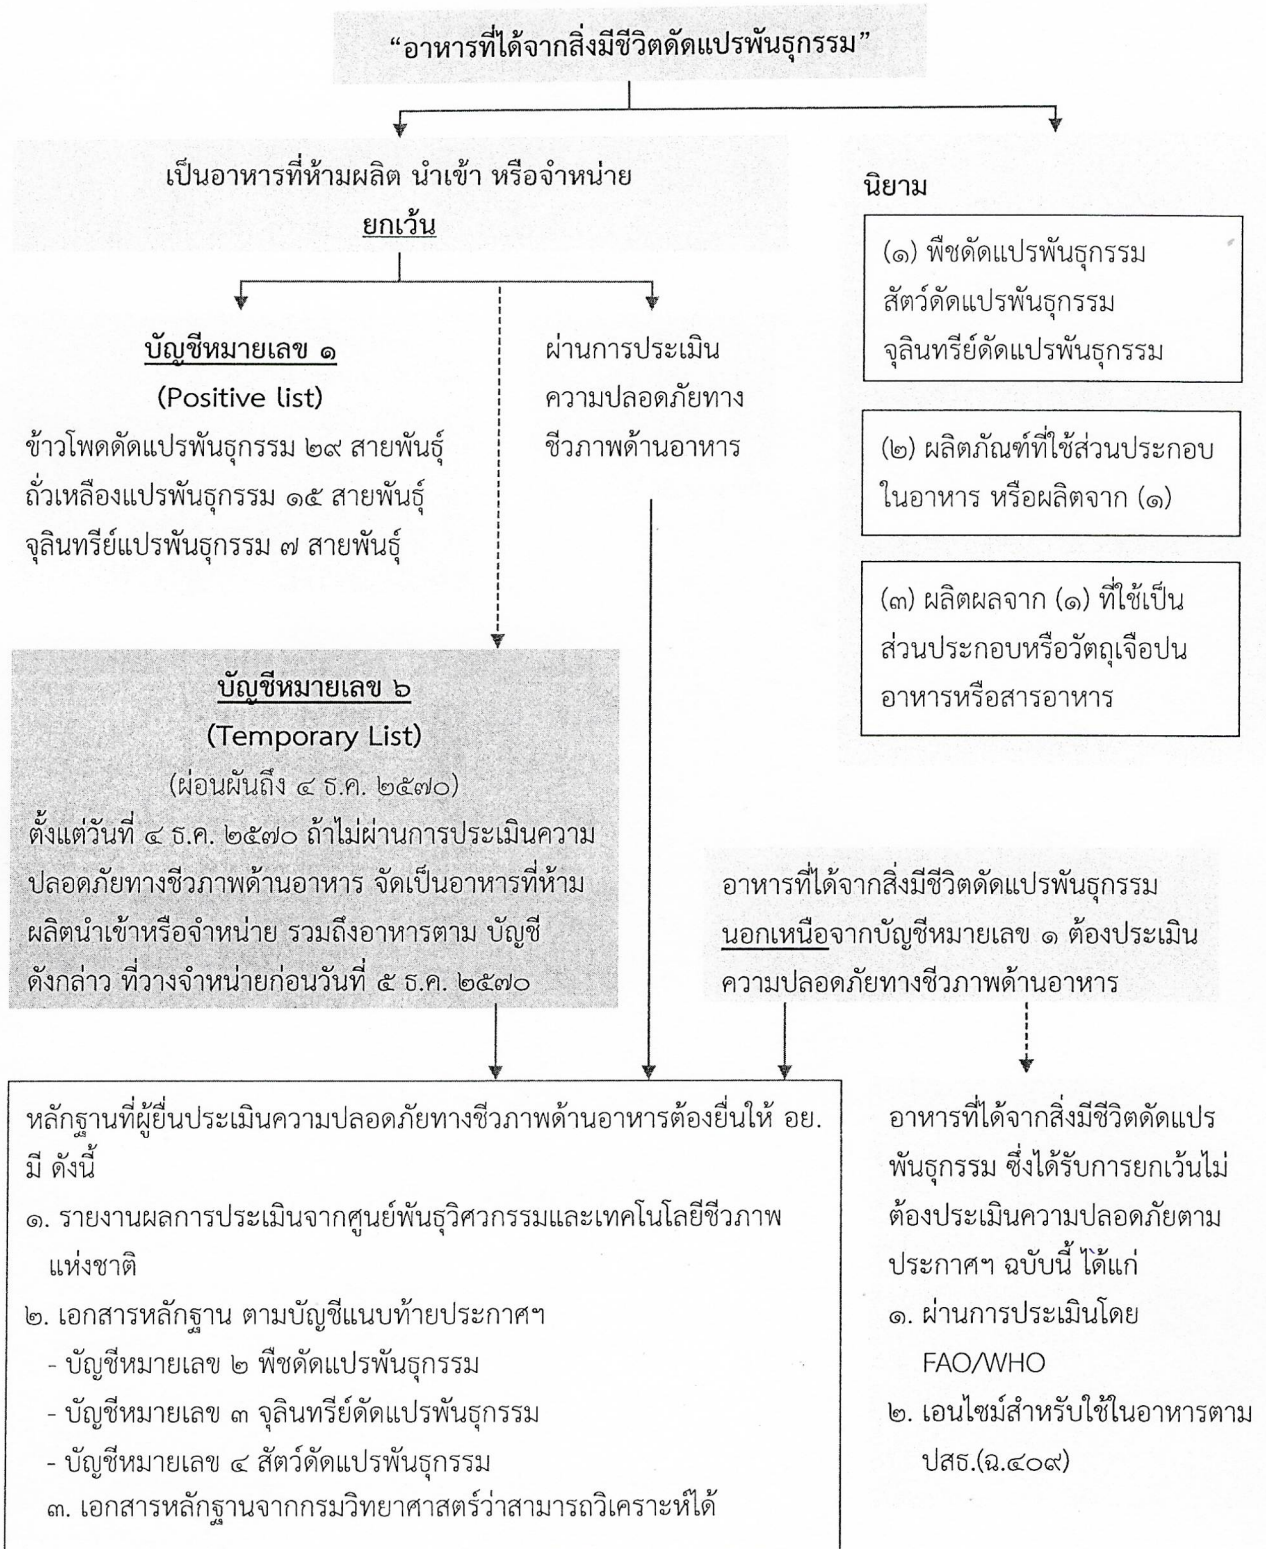 “อาหารที่ได้จากสิ่งมีชีวิตดัดแปรพันธุกรรม”
เป็นอาหารที่ห้ามผลิต นำเข้า หรือจำหน่าย
ยกเว้น
บัญชีหมายเลข ๑
(Positive list)
ข้าวโพดดัดแปรพันธุกรรม ๒๙ สายพันธุ์
ถั่วเหลืองแปรพันธุกรรม ๑๕ สายพันธุ์
จุลินทรีย์แปรพันธุกรรม ๗ สายพันธุ์
ผ่านการประเมิน
ความปลอดภัยทาง
ชีวภาพด้านอาหาร
นิยาม
(๑) พืชดัดแปรพันธุกรรม
สัตว์ดัดแปรพันธุกรรม
จุลินทรีย์ดัดแปรพันธุกรรม
(๒) ผลิตภัณฑ์ที่ใช้ส่วนประกอบ
ในอาหาร หรือผลิตจาก (๑)
(๓) ผลิตผลจาก (๑) ที่ใช้เป็น
ส่วนประกอบหรือวัตถุเจือปน
อาหารหรือสารอาหาร
บัญชีหมายเลข ๖
(Temporary List)
(ผ่อนผันถึง ๔ ธ.ค. ๒๕๗๐)
ตั้งแต่วันที่ ๔ ธ.ค. ๒๕๗๐ ถ้าไม่ผ่านการประเมินความ
ปลอดภัยทางชีวภาพด้านอาหาร จัดเป็นอาหารที่ห้าม
ผลิตนำเข้าหรือจำหน่าย รวมถึงอาหารตาม บัญชี
ดังกล่าว ที่วางจำหน่ายก่อนวันที่ ๕ ธ.ค. ๒๕๗๐
อาหารที่ได้จากสิ่งมีชีวิตดัดแปรพันธุกรรม
นอกเหนือจากบัญชีหมายเลข ๑ ต้องประเมิน
ความปลอดภัยทางชีวภาพด้านอาหาร
หลักฐานที่ผู้ยื่นประเมินความปลอดภัยทางชีวภาพด้านอาหารต้องยื่นให้ อย.
มี ดังนี้
๑. รายงานผลการประเมินจากศูนย์พันธุวิศวกรรมและเทคโนโลยีชีวภาพ
แห่งชาติ
๒. เอกสารหลักฐาน ตามบัญชีแนบท้ายประกาศฯ
- บัญชีหมายเลข ๒ พืชดัดแปรพันธุกรรม
- บัญชีหมายเลข ๓ จุลินทรีย์ดัดแปรพันธุกรรม
- บัญชีหมายเลข ๔ สัตว์ดัดแปรพันธุกรรม
๓. เอกสารหลักฐานจากกรมวิทยาศาสตร์ว่าสามารถวิเคราะห์ได้
อาหารที่ได้จากสิ่งมีชีวิตดัดแปร
พันธุกรรม ซึ่งได้รับการยกเว้นไม่
ต้องประเมินความปลอดภัยตาม
ประกาศฯ ฉบับนี้ ได้แก่
๑. ผ่านการประเมินโดย
FAO/WHO
๒. เอนไซม์สำหรับใช้ในอาหารตาม
ปสธ.(ฉ.๔๐๙)